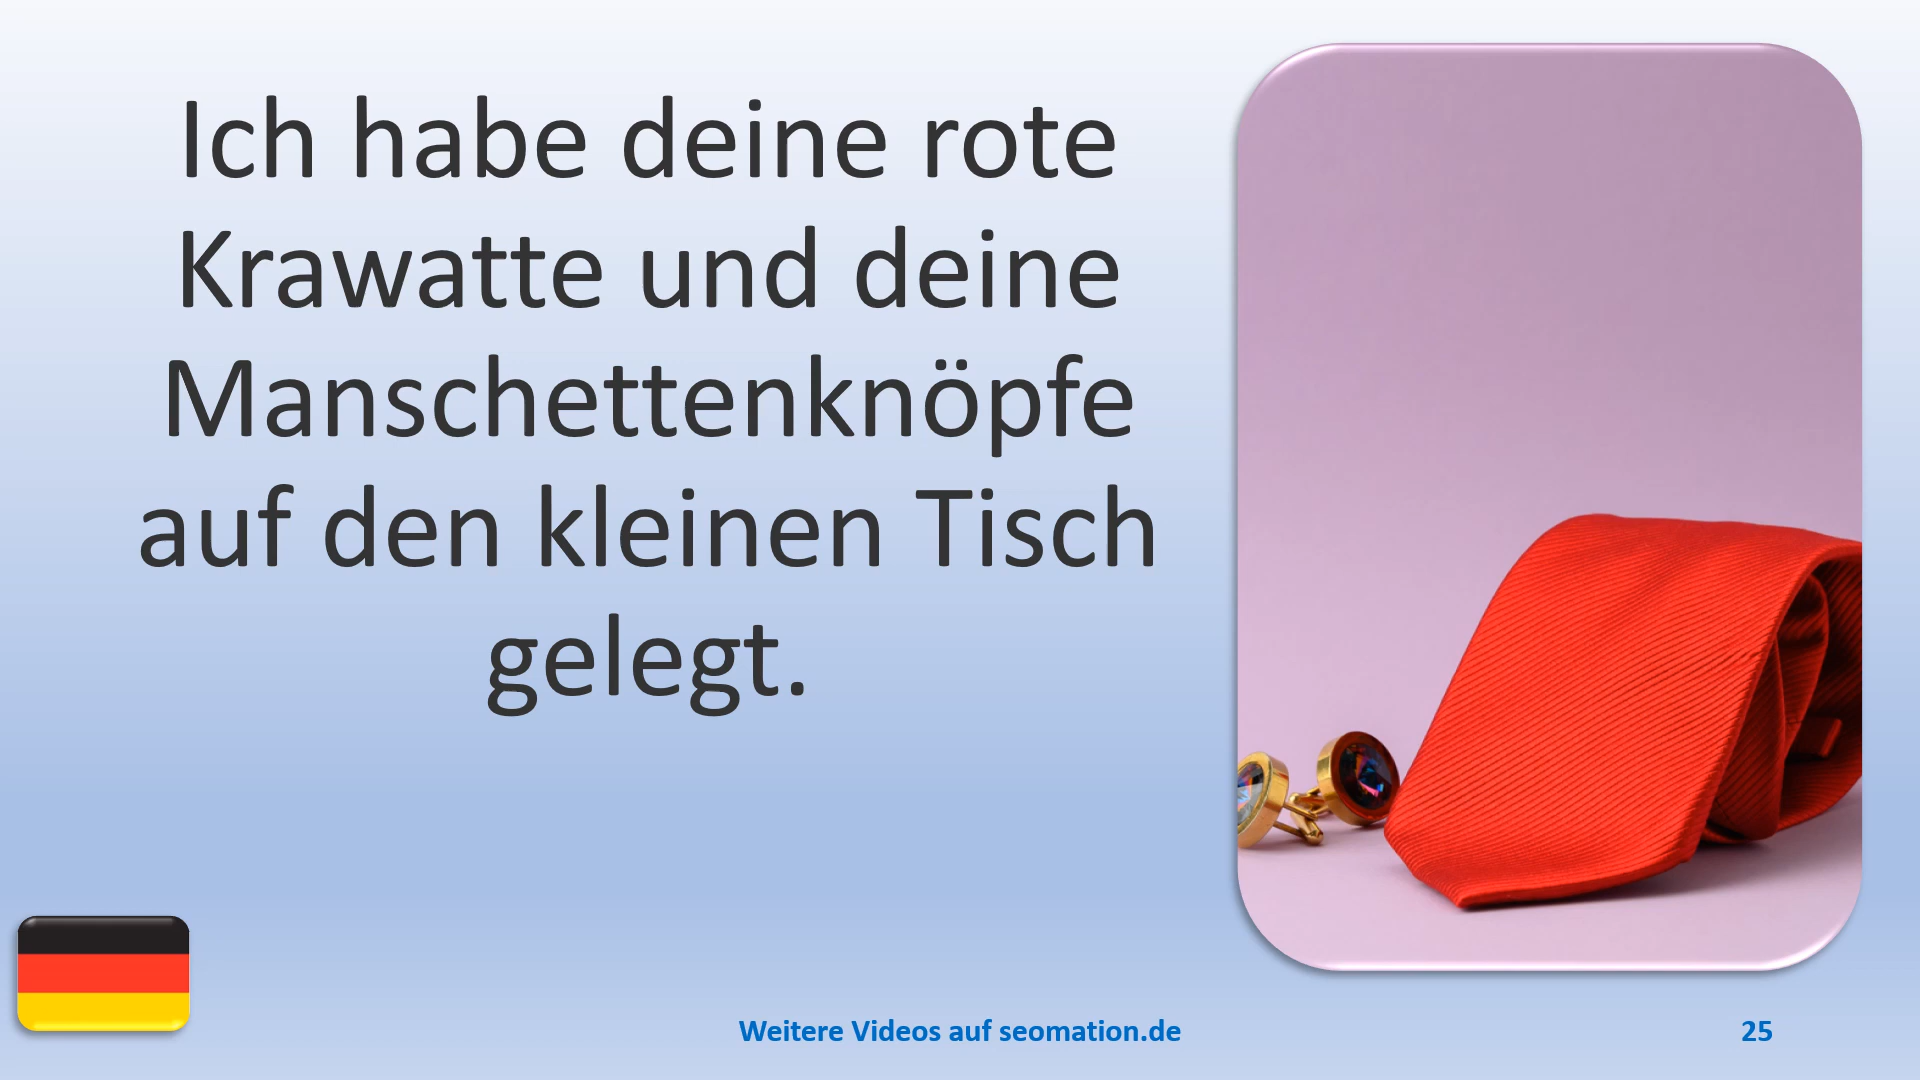 Ich habe deine rote
Krawatte und deine
Manschettenknöpfe
auf den kleinen Tisch
gelegt.
Weitere Videos auf seomation.de
25